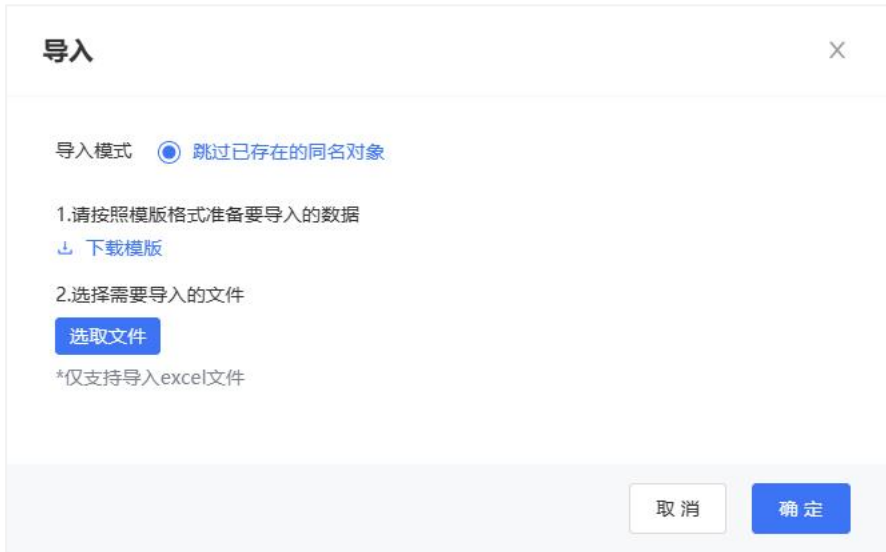 导入
导入模式 跳过已存在的同名对象
1.请按照模版格式准备要导入的数据
下载模版
2.选择需要导入的文件
选取文件
*仅支持导入excel文件
取消 确定